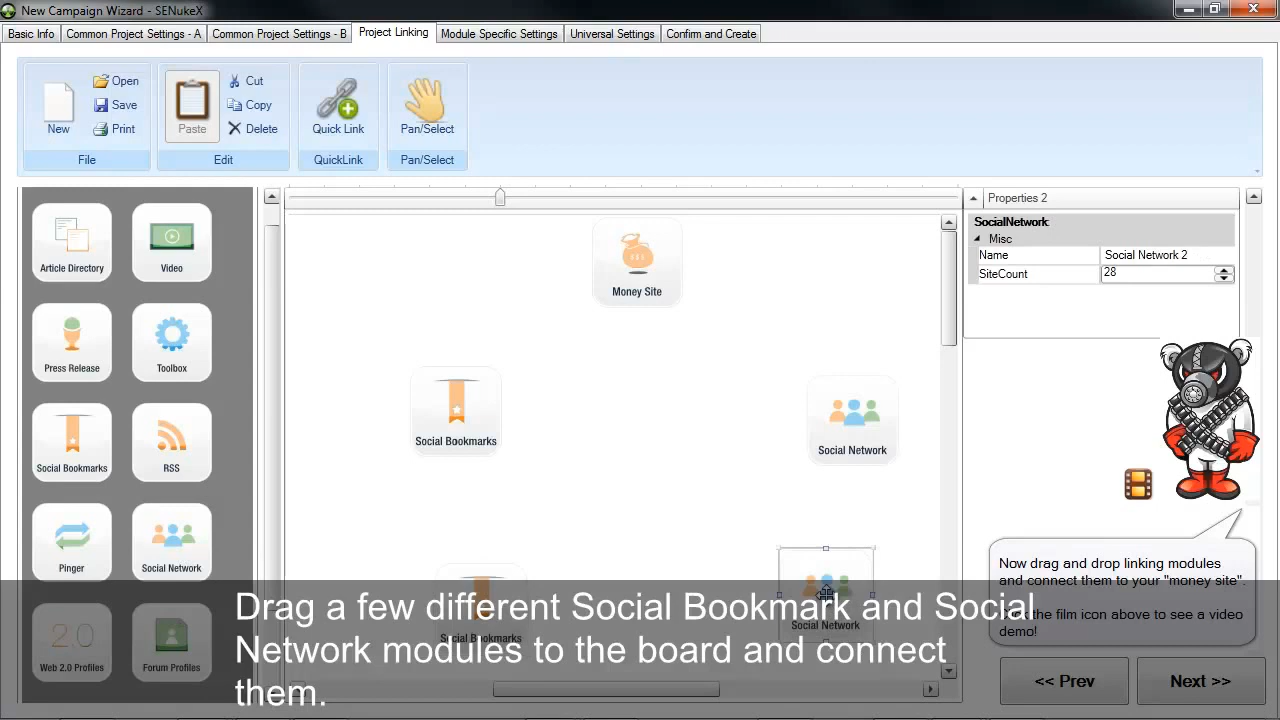 New Campaign Wizard - SENukeX
Basic Info
Common Project Settings - A
Common Project Settings - B
Project Linking
Module Specific Settings
Universal Settings
Confirm and Create
New
Open
Save
Print
File
Paste
Cut
Copy
Delete
Edit
Quick Link
QuickLink
Pan/Select
Pan/Select
Article Directory
Video
Press Release
Toolbox
Social Bookmarks
RSS
Pinger
Social Network
2.0
Web 2.0 Profiles
Forum Profiles
Money Site
Social Bookmarks
Social Network
Social Bookmarks
Social Network
Properties 2
SocialNetwork
Misc
Name
Social Network 2
SiteCount
28
Now drag and drop linking modules
and connect them to your "money site".
the film icon above to see a video
demo!
<< Prev
Next >>
Drag a few different Social Bookmark and Social
Network modules to the board and connect
them.